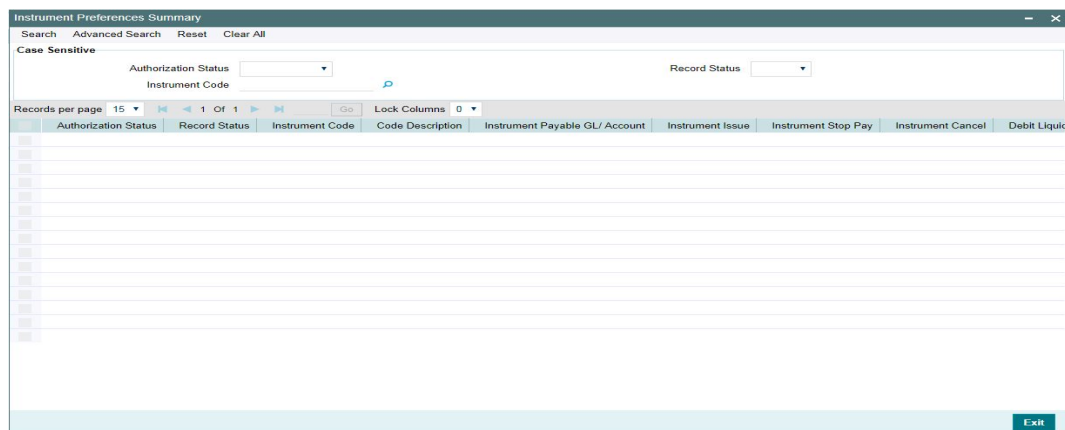 Instrument Preferences Summary
Search Advanced Search Reset Clear All
Case Sensitive
Authorization Status Record Status
Instrument Code
Records per page 15 1 Of 1 Go Lock Columns 0
Authorization Status Record Status Instrument Code Code Description Instrument Payable GL/ Account Instrument Issue Instrument Stop Pay Instrument Cancel Debit Liquid
Exit